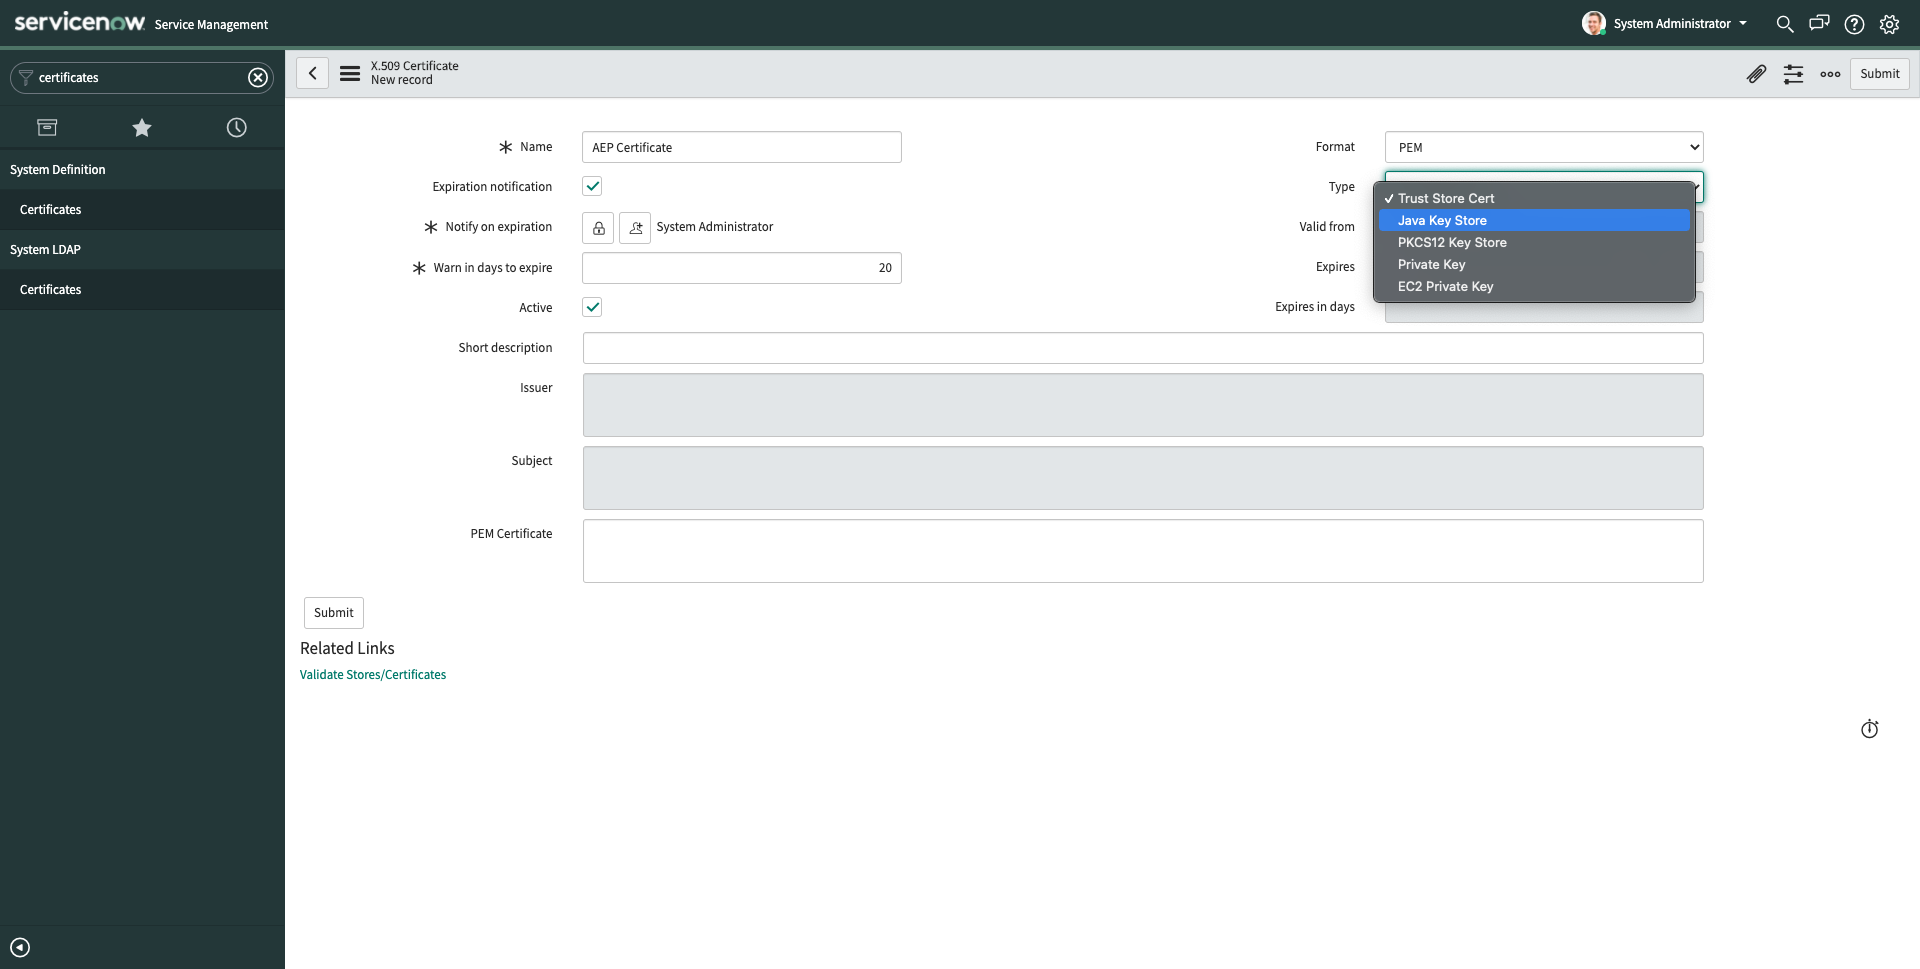 servicenow Service Management
System Administrator
certificates
System Definition
Certificates
System LDAP
Certificates
X.509 Certificate
New record
Submit
Name
AEP Certificate
Expiration notification
Notify on expiration
System Administrator
Warn in days to expire
20
Active
Format
PEM
Type
Trust Store Cert
Java Key Store
PKCS12 Key Store
Private Key
EC2 Private Key
Valid from
Expires
Expires in days
Short description
Issuer
Subject
PEM Certificate
Submit
Related Links
Validate Stores/Certificates